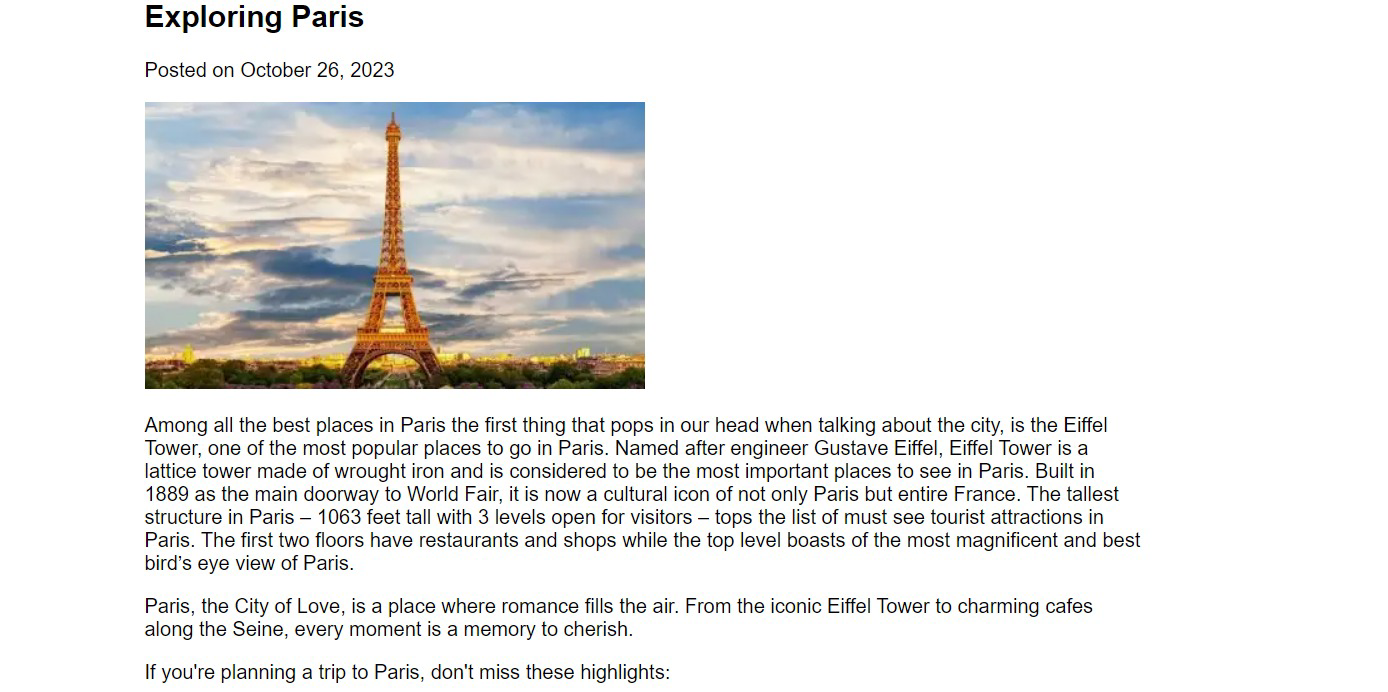 Exploring Paris
Posted on October 26, 2023
Among all the best places in Paris the first thing that pops in our head when talking about the city, is the Eiffel
Tower, one of the most popular places to go in Paris. Named after engineer Gustave Eiffel, Eiffel Tower is a
lattice tower made of wrought iron and is considered to be the most important places to see in Paris. Built in
1889 as the main doorway to World Fair, it is now a cultural icon of not only Paris but entire France. The tallest
structure in Paris – 1063 feet tall with 3 levels open for visitors – tops the list of must see tourist attractions in
Paris. The first two floors have restaurants and shops while the top level boasts of the most magnificent and best
bird’s eye view of Paris.
Paris, the City of Love, is a place where romance fills the air. From the iconic Eiffel Tower to charming cafes
along the Seine, every moment is a memory to cherish.
If you're planning a trip to Paris, don't miss these highlights: